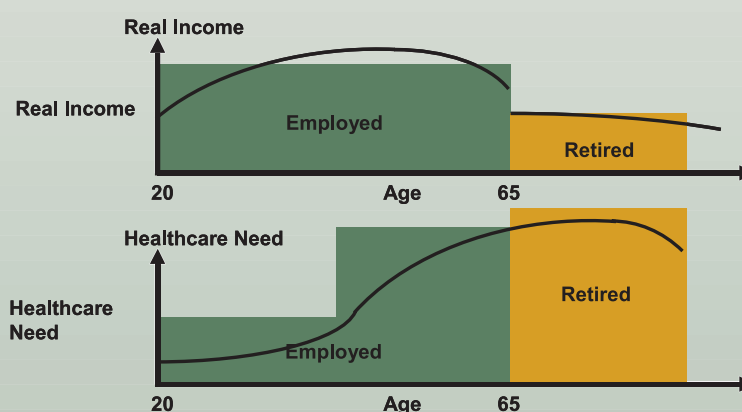 Real Income
Real Income
Employed
Retired
20 Age 65
Healthcare Need
Healthcare
Need
Retired
Employed
20 Age 65